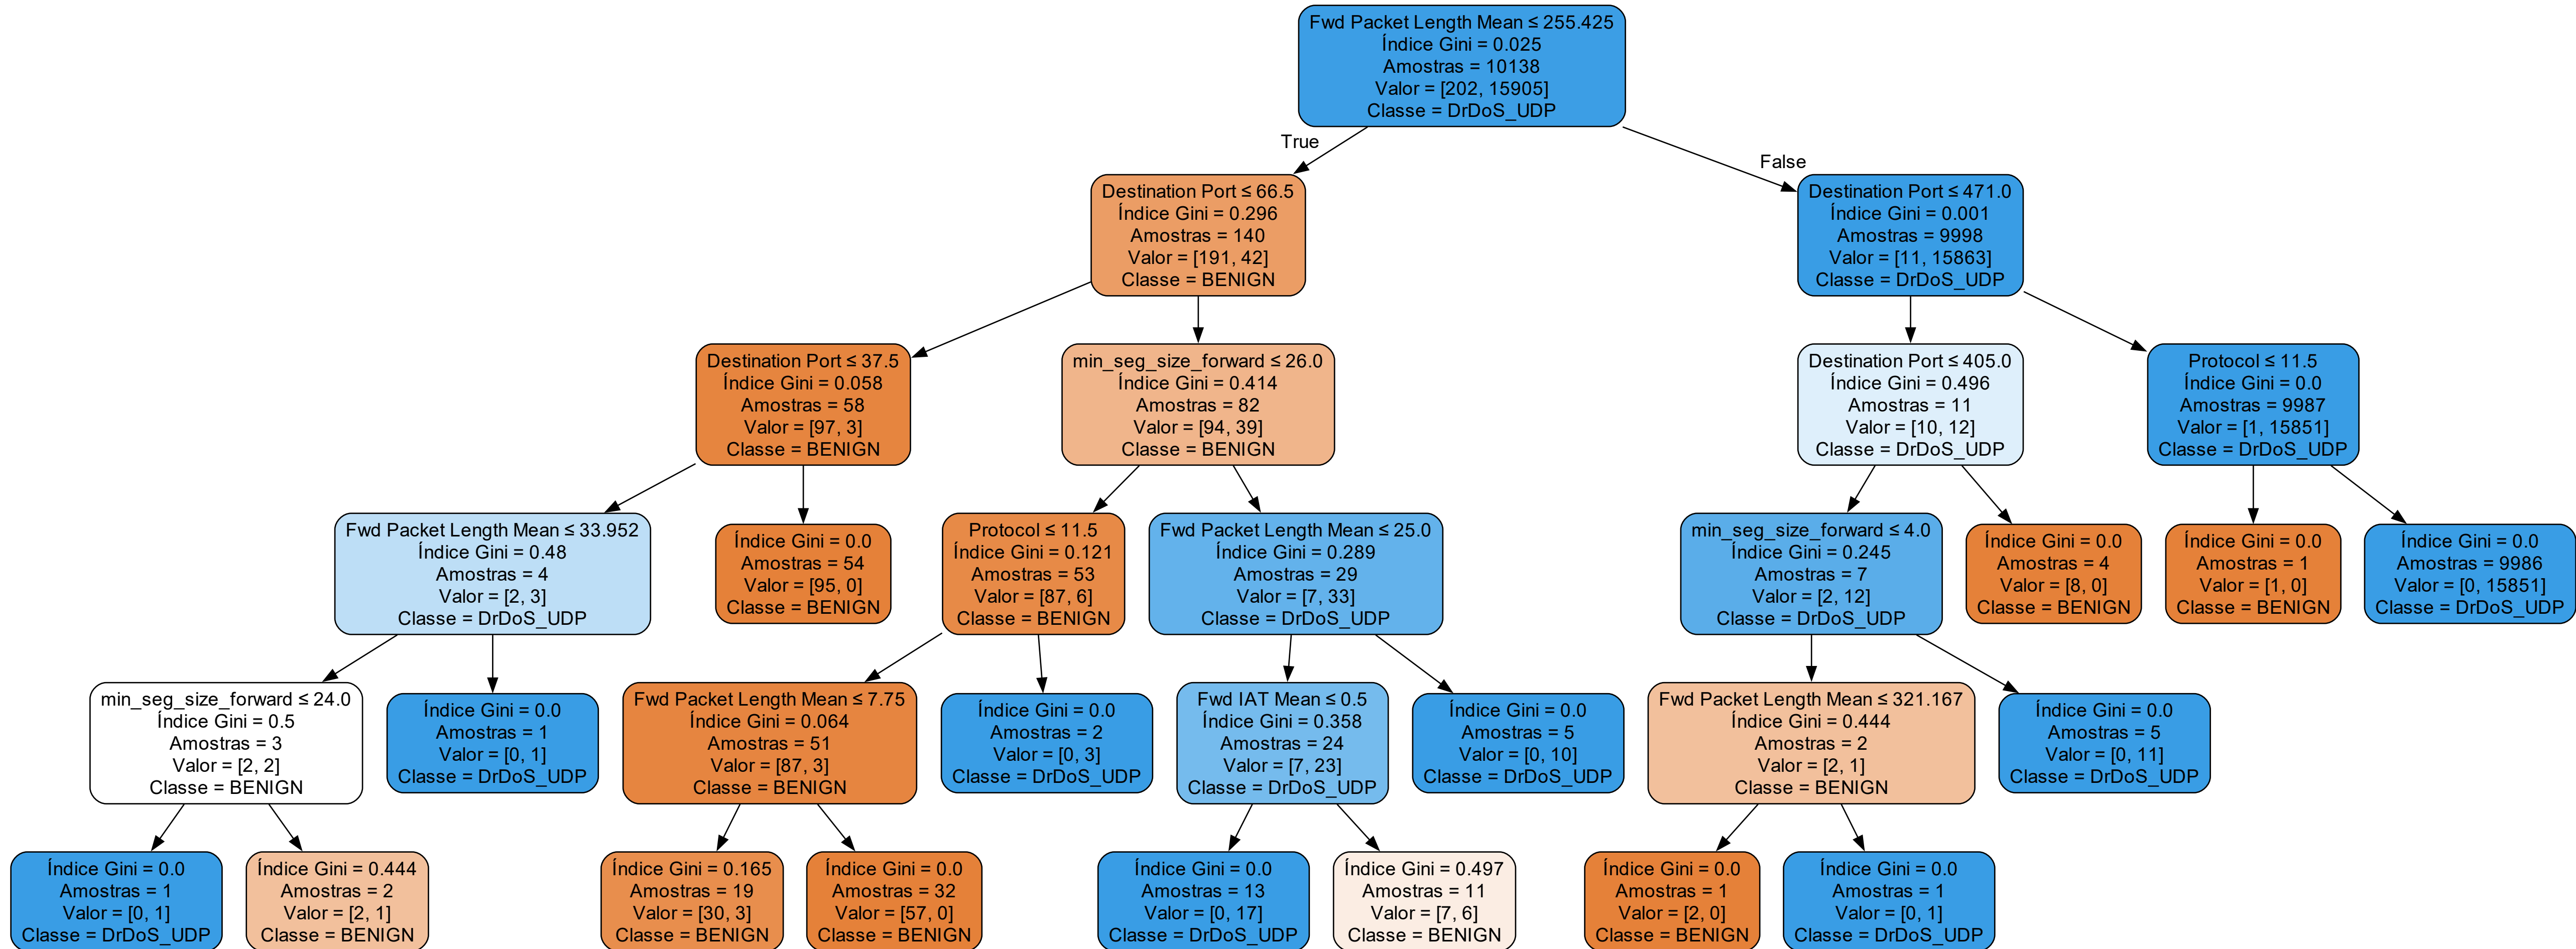 Fwd Packet Length Mean ≤ 255.425
Índice Gini = 0.025
Amostras = 10138
Valor = [202, 15905]
Classe = DrDoS_UDP
True
False
Destination Port ≤ 66.5
Índice Gini = 0.296
Amostras = 140
Valor = [191, 42]
Classe = BENIGN
Destination Port ≤ 471.0
Índice Gini = 0.001
Amostras = 9998
Valor = [11, 15863]
Classe = DrDoS_UDP
Destination Port ≤ 37.5
Índice Gini = 0.058
Amostras = 58
Valor = [97, 3]
Classe = BENIGN
min_seg_size_forward ≤ 26.0
Índice Gini = 0.414
Amostras = 82
Valor = [94, 39]
Classe = BENIGN
Destination Port ≤ 405.0
Índice Gini = 0.496
Amostras = 11
Valor = [10, 12]
Classe = DrDoS_UDP
Protocol ≤ 11.5
Índice Gini = 0.0
Amostras = 9987
Valor = [1, 15851]
Classe = DrDoS_UDP
Fwd Packet Length Mean ≤ 33.952
Índice Gini = 0.48
Amostras = 4
Valor = [2, 3]
Classe = DrDoS_UDP
Índice Gini = 0.0
Amostras = 54
Valor = [95, 0]
Classe = BENIGN
Protocol ≤ 11.5
Índice Gini = 0.121
Amostras = 53
Valor = [87, 6]
Classe = BENIGN
Fwd Packet Length Mean ≤ 25.0
Índice Gini = 0.289
Amostras = 29
Valor = [7, 33]
Classe = DrDoS_UDP
min_seg_size_forward ≤ 4.0
Índice Gini = 0.245
Amostras = 7
Valor = [2, 12]
Classe = DrDoS_UDP
Índice Gini = 0.0
Amostras = 4
Valor = [8, 0]
Classe = BENIGN
Índice Gini = 0.0
Amostras = 1
Valor = [1, 0]
Classe = BENIGN
Índice Gini = 0.0
Amostras = 9986
Valor = [0, 15851]
Classe = DrDoS_UDP
min_seg_size_forward ≤ 24.0
Índice Gini = 0.5
Amostras = 3
Valor = [2, 2]
Classe = BENIGN
Índice Gini = 0.0
Amostras = 1
Valor = [0, 1]
Classe = DrDoS_UDP
Fwd Packet Length Mean ≤ 7.75
Índice Gini = 0.064
Amostras = 51
Valor = [87, 3]
Classe = BENIGN
Índice Gini = 0.0
Amostras = 2
Valor = [0, 3]
Classe = DrDoS_UDP
Fwd IAT Mean ≤ 0.5
Índice Gini = 0.358
Amostras = 24
Valor = [7, 23]
Classe = DrDoS_UDP
Índice Gini = 0.0
Amostras = 5
Valor = [0, 10]
Classe = DrDoS_UDP
Fwd Packet Length Mean ≤ 321.167
Índice Gini = 0.444
Amostras = 2
Valor = [2, 1]
Classe = BENIGN
Índice Gini = 0.0
Amostras = 5
Valor = [0, 11]
Classe = DrDoS_UDP
Índice Gini = 0.0
Amostras = 1
Valor = [0, 1]
Classe = DrDoS_UDP
Índice Gini = 0.444
Amostras = 2
Valor = [2, 1]
Classe = BENIGN
Índice Gini = 0.165
Amostras = 19
Valor = [30, 3]
Classe = BENIGN
Índice Gini = 0.0
Amostras = 32
Valor = [57, 0]
Classe = BENIGN
Índice Gini = 0.0
Amostras = 13
Valor = [0, 17]
Classe = DrDoS_UDP
Índice Gini = 0.497
Amostras = 11
Valor = [7, 6]
Classe = BENIGN
Índice Gini = 0.0
Amostras = 1
Valor = [2, 0]
Classe = BENIGN
Índice Gini = 0.0
Amostras = 1
Valor = [0, 1]
Classe = DrDoS_UDP